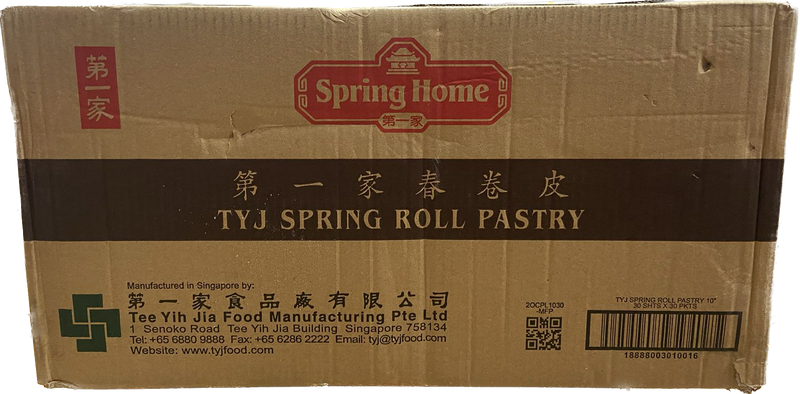 第一家
Spring Home
第一家
第一家春卷皮
TYJ SPRING ROLL PASTRY
Manufactured in Singapore by:
第一家食品廠有限公司
Tee Yih Jia Food Manufacturing Pte Ltd
1 Senoko Road Tee Yih Jia Building Singapore 758134
Tel: +65 6880 9888 Fax: +65 6286 2222 Email: tyj@tyjfood.com
Website: www.tyjfood.com
2OCPL1030
-MFP
TYJ SPRING ROLL PASTRY 10"
30 SHTS X 30 PKTS
18888003010016